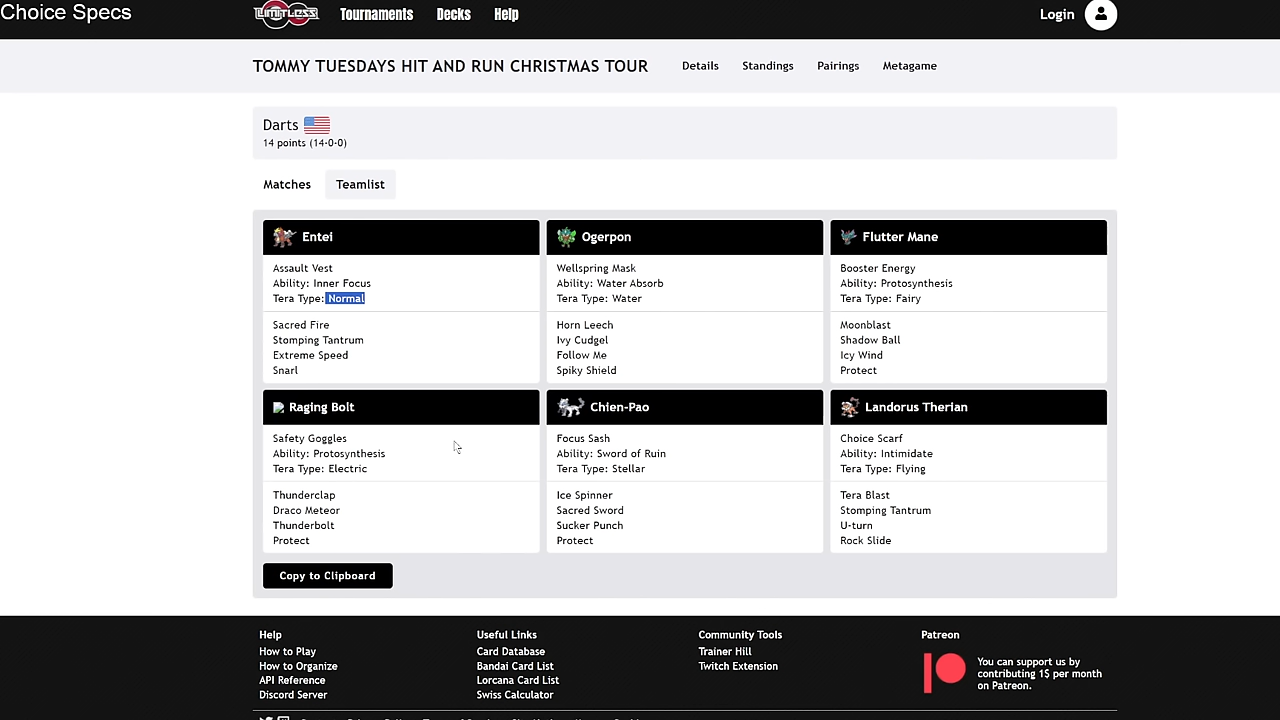 Choice Specs
LIMITLESS
Tournaments
Decks
Help
Login
TOMMY TUESDAYS HIT AND RUN CHRISTMAS TOUR
Details
Standings
Pairings
Metagame
Darts
14 points (14-0-0)
Matches
Teamlist
Entei
Assault Vest
Ability: Inner Focus
Tera Type: Normal
Sacred Fire
Stomping Tantrum
Extreme Speed
Snarl
Ogerpon
Wellspring Mask
Ability: Water Absorb
Tera Type: Water
Horn Leech
Ivy Cudgel
Follow Me
Spiky Shield
Flutter Mane
Booster Energy
Ability: Protosynthesis
Tera Type: Fairy
Moonblast
Shadow Ball
Icy Wind
Protect
Raging Bolt
Safety Goggles
Ability: Protosynthesis
Tera Type: Electric
Thunderclap
Draco Meteor
Thunderbolt
Protect
Chien-Pao
Focus Sash
Ability: Sword of Ruin
Tera Type: Stellar
Ice Spinner
Sacred Sword
Sucker Punch
Protect
Landorus Therian
Choice Scarf
Ability: Intimidate
Tera Type: Flying
Tera Blast
Stomping Tantrum
U-turn
Rock Slide
Copy to Clipboard
Help
How to Play
How to Organize
API Reference
Discord Server
Useful Links
Card Database
Bandai Card List
Lorcana Card List
Swiss Calculator
Community Tools
Trainer Hill
Twitch Extension
Patreon
You can support us by
contributing 1$ per month
on Patreon.